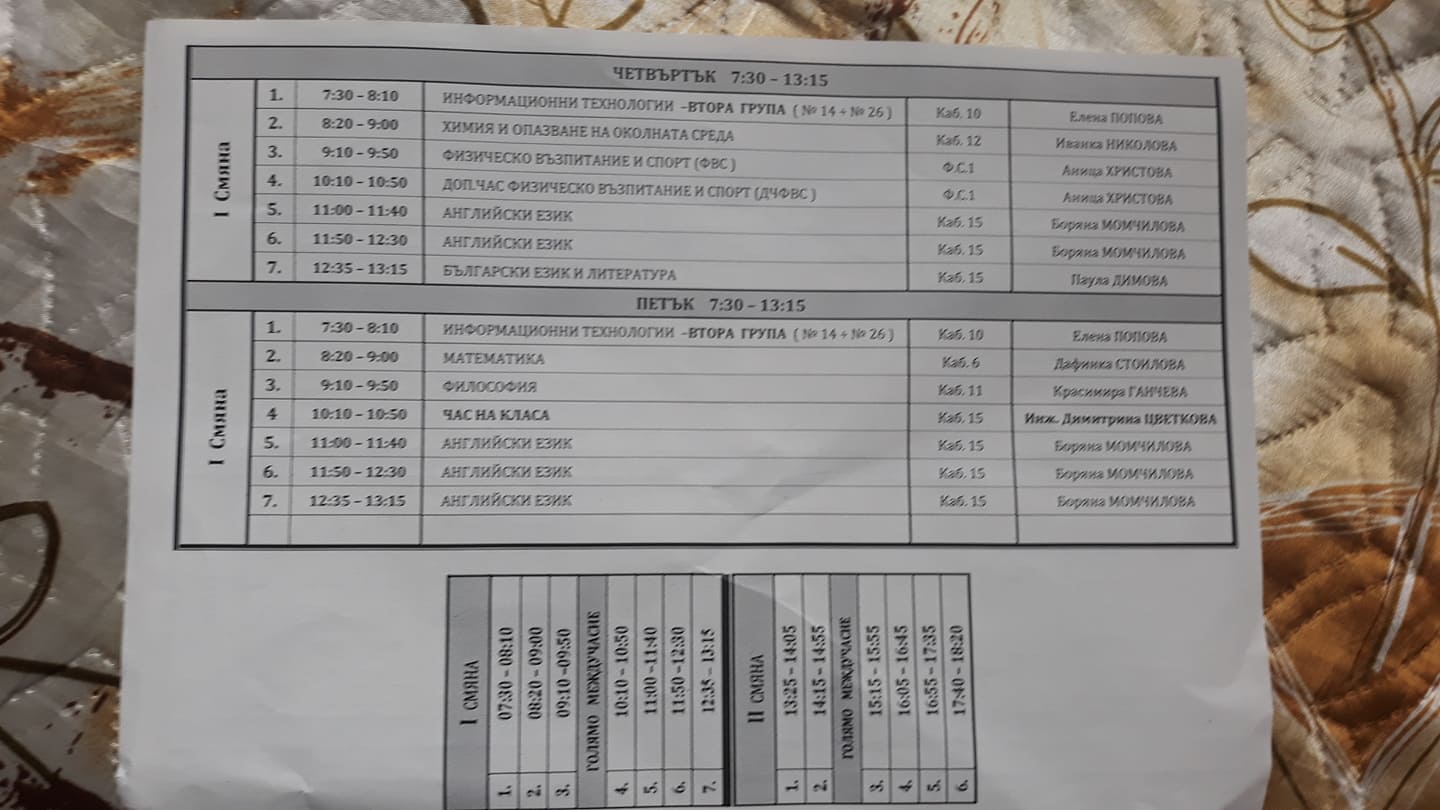 ЧЕТВЪРТЪК 7:30 – 13:15
I Смяна
1. 7:30 – 8:10 ИНФОРМАЦИОННИ ТЕХНОЛОГИИ –ВТОРА ГРУПА ( № 14 ÷ № 26 ) Каб. 10 Елена ПОПОВА
2. 8:20 – 9:00 ХИМИЯ И ОПАЗВАНЕ НА ОКОЛНАТА СРЕДА Каб. 12 Иванка НИКОЛОВА
3. 9:10 – 9:50 ФИЗИЧЕСКО ВЪЗПИТАНИЕ И СПОРТ (ФВС ) Ф.С.1 Аница ХРИСТОВА
4. 10:10 – 10:50 ДОП.ЧАС ФИЗИЧЕСКО ВЪЗПИТАНИЕ И СПОРТ (ДЧФВС ) Ф.С.1 Аница ХРИСТОВА
5. 11:00 – 11:40 АНГЛИЙСКИ ЕЗИК Каб. 15 Боряна МОМЧИЛОВА
6. 11:50 – 12:30 АНГЛИЙСКИ ЕЗИК Каб. 15 Боряна МОМЧИЛОВА
7. 12:35 – 13:15 БЪЛГАРСКИ ЕЗИК И ЛИТЕРАТУРА Каб. 15 Паула ДИМОВА
ПЕТЪК 7:30 – 13:15
I Смяна
1. 7:30 – 8:10 ИНФОРМАЦИОННИ ТЕХНОЛОГИИ –ВТОРА ГРУПА ( № 14 ÷ № 26 ) Каб. 10 Елена ПОПОВА
2. 8:20 – 9:00 МАТЕМАТИКА Каб. 6 Дафинка СТОИЛОВА
3. 9:10 – 9:50 ФИЛОСОФИЯ Каб. 11 Красимира ГАНЧЕВА
4 10:10 – 10:50 ЧАС НА КЛАСА Каб. 15 Инж. Димитрина ЦВЕТКОВА
5. 11:00 – 11:40 АНГЛИЙСКИ ЕЗИК Каб. 15 Боряна МОМЧИЛОВА
6. 11:50 – 12:30 АНГЛИЙСКИ ЕЗИК Каб. 15 Боряна МОМЧИЛОВА
7. 12:35 – 13:15 АНГЛИЙСКИ ЕЗИК Каб. 15 Боряна МОМЧИЛОВА
I СМЯНА
1. 07:30 – 08:10
2. 08:20 – 09:00
3. 09:10 –09:50
ГОЛЯМО МЕЖДУЧАСИЕ
4. 10:10 – 10:50
5. 11:00 –11:40
6. 11:50 –12:30
7. 12:35 – 13:15
II СМЯНА
1. 13:25 – 14:05
2. 14:15 – 14:55
ГОЛЯМО МЕЖДУЧАСИЕ
3. 15:15 – 15:55
4. 16:05 – 16:45
5. 16:55 – 17:35
6. 17:40 – 18:20